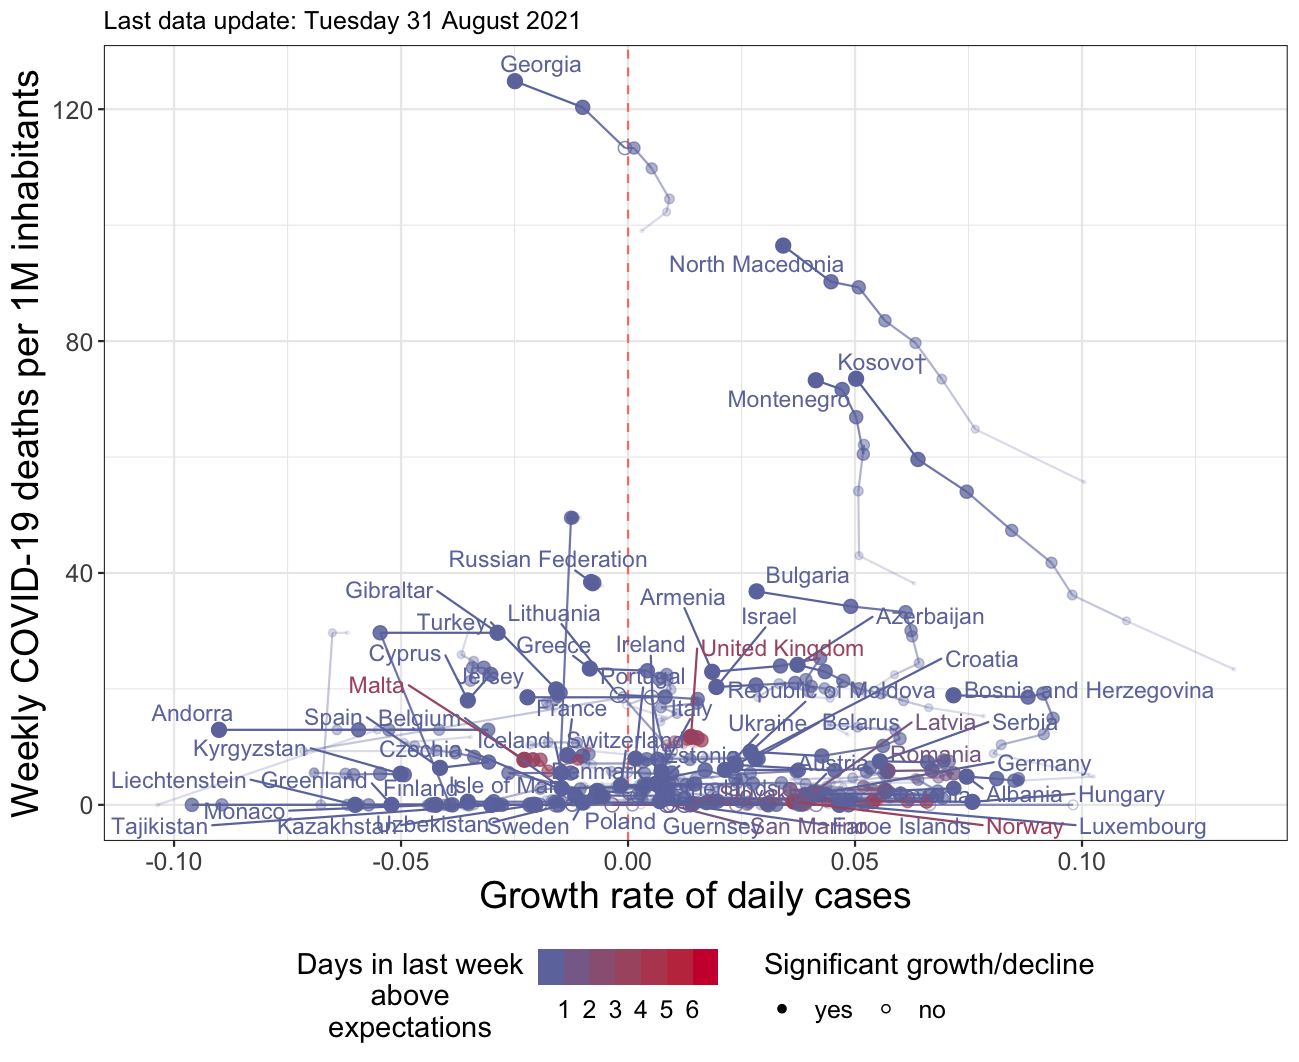 Last data update: Tuesday 31 August 2021
Weekly COVID-19 deaths per 1M inhabitants
120
80
40
0
Georgia
North Macedonia
Kosovo†
Montenegro
Russian Federation
Bulgaria
Gibraltar
Armenia
Lithuania
Israel
Azerbaijan
Turkey
Greece
Ireland
United Kingdom
Cyprus
Croatia
Jersey
Portugal
Malta
Republic of Moldova
Bosnia and Herzegovina
France
Italy
Andorra
Spain
Belgium
Ukraine
Belarus
Latvia
Serbia
Iceland
Switzerland
Kyrgyzstan
Czechia
Estonia
Romania
Austria
Germany
Denmark
Liechtenstein
Greenland
Finland
Isle of Man
Albania
Hungary
Monaco
Tajikistan
Kazakhstan
Uzbekistan
Sweden
Poland
Guernsey
San Marino
Faroe Islands
Norway
Luxembourg
-0.10
-0.05
0.00
0.05
0.10
Growth rate of daily cases
Days in last week
above
expectations
1 2 3 4 5 6
Significant growth/decline
yes
no